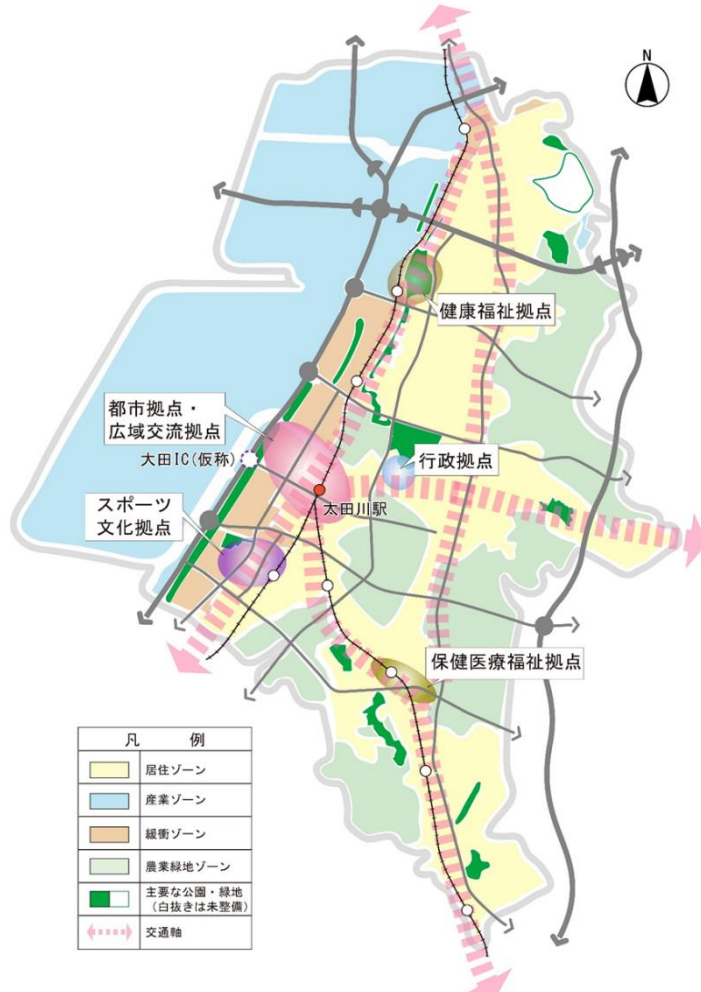 N
健康福祉拠点
都市拠点・
広域交流拠点
大田IC(仮称)
行政拠点
太田川駅
スポーツ
文化拠点
保健医療福祉拠点
凡 例
居住ゾーン
産業ゾーン
緩衝ゾーン
農業緑地ゾーン
主要な公園・緑地
(白抜きは未整備)
交通軸